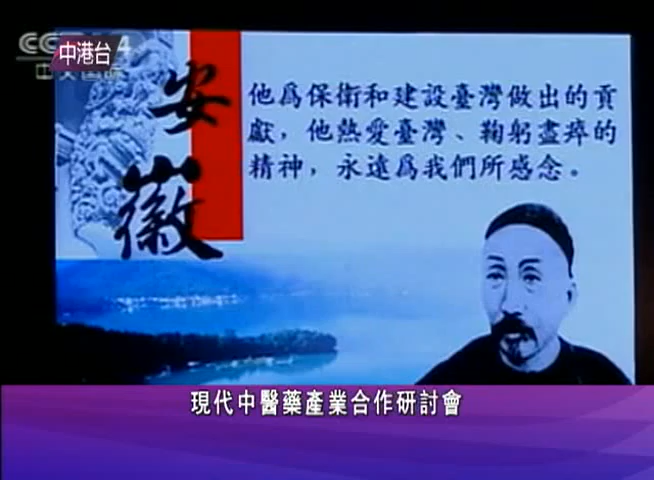 CCTV4
中港台
安徽
他爲保衛和建設臺灣做出的貢
獻，他熱愛臺灣、鞠躬盡瘁的
精神，永遠爲我們所感念。
現代中醫藥產業合作研討會